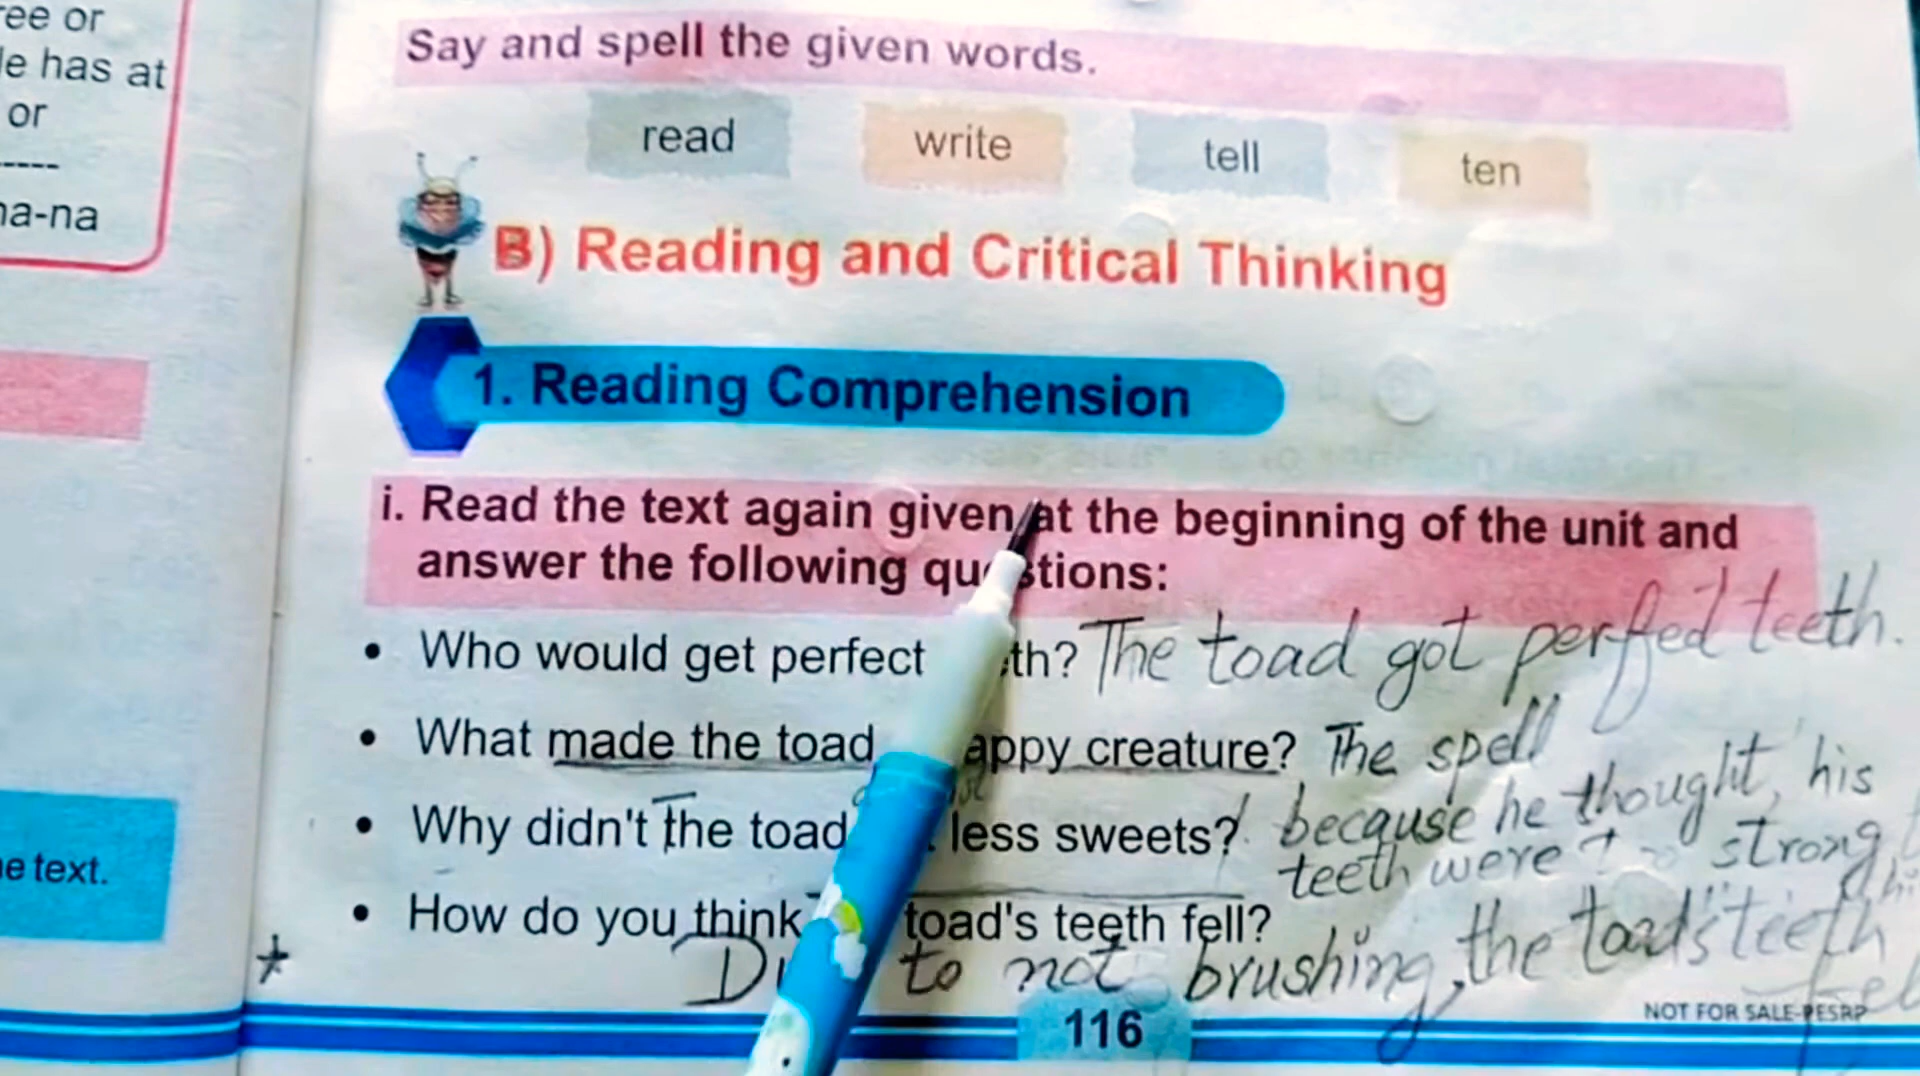 ee or
le has at
or
-----
na-na
e text.
Say and spell the given words.
read write tell ten
B) Reading and Critical Thinking
1. Reading Comprehension
i. Read the text again given at the beginning of the unit and
answer the following questions:
• Who would get perfect th? The toad got perfed teeth.
• What made the toad appy creature? The spell
• Why didn't The toad less sweets? because he thought, his
teeth were strong
• How do you think toad's teeth fell?
to not brushing, the toad's teeth
116
NOT FOR SALE-PESRP